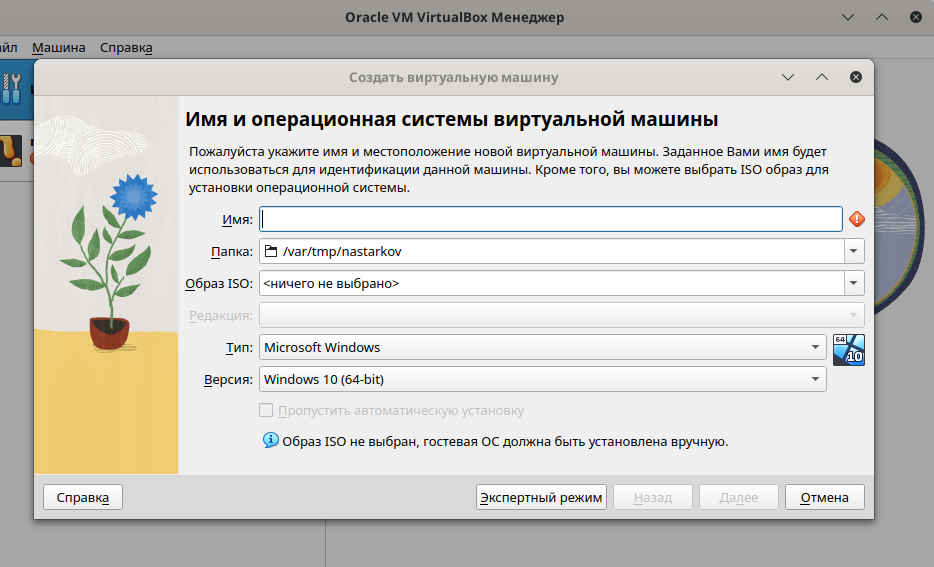 Oracle VM VirtualBox Менеджер
йл Машина Справка
Создать виртуальную машину
Имя и операционная системы виртуальной машины
Пожалуйста укажите имя и местоположение новой виртуальной машины. Заданное Вами имя будет
использоваться для идентификации данной машины. Кроме того, вы можете выбрать ISO образ для
установки операционной системы.
Имя:
Папка: /var/tmp/nastarkov
Образ ISO: <ничего не выбрано>
Редакция:
Тип: Microsoft Windows
64
10
Версия: Windows 10 (64-bit)
Пропустить автоматическую установку
Образ ISO не выбран, гостевая ОС должна быть установлена вручную.
Справка Экспертный режим Назад Далее Отмена